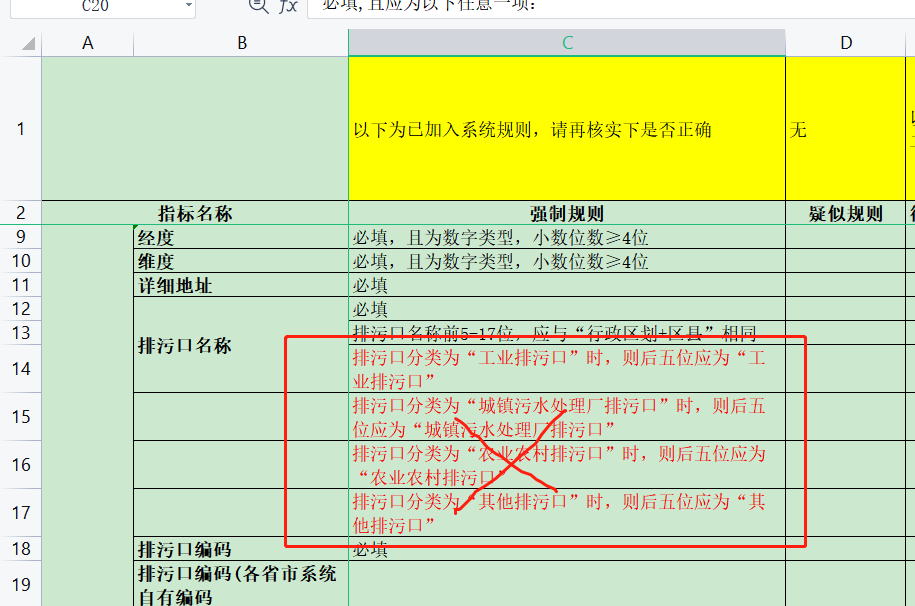 C20
fx
必填,且应为以下任意一项:
A B C D
1 以下为已加入系统规则，请再核实下是否正确 无
2 指标名称 强制规则 疑似规则
9 经度 必填，且为数字类型，小数位数≥4位
10 维度 必填，且为数字类型，小数位数≥4位
11 详细地址 必填
12 必填
排污口名称
13 排污口名称前5-17位，应与“行政区划+区县”相同
14 排污口分类为“工业排污口”时，则后五位应为“工
业排污口”
15 排污口分类为“城镇污水处理厂排污口”时，则后五
位应为“城镇污水处理厂排污口”
16 排污口分类为“农业农村排污口”时，则后五位应为
“农业农村排污口”
17 排污口分类为“其他排污口”时，则后五位应为“其
他排污口”
18 排污口编码 必填
19 排污口编码(各省市系统
自有编码